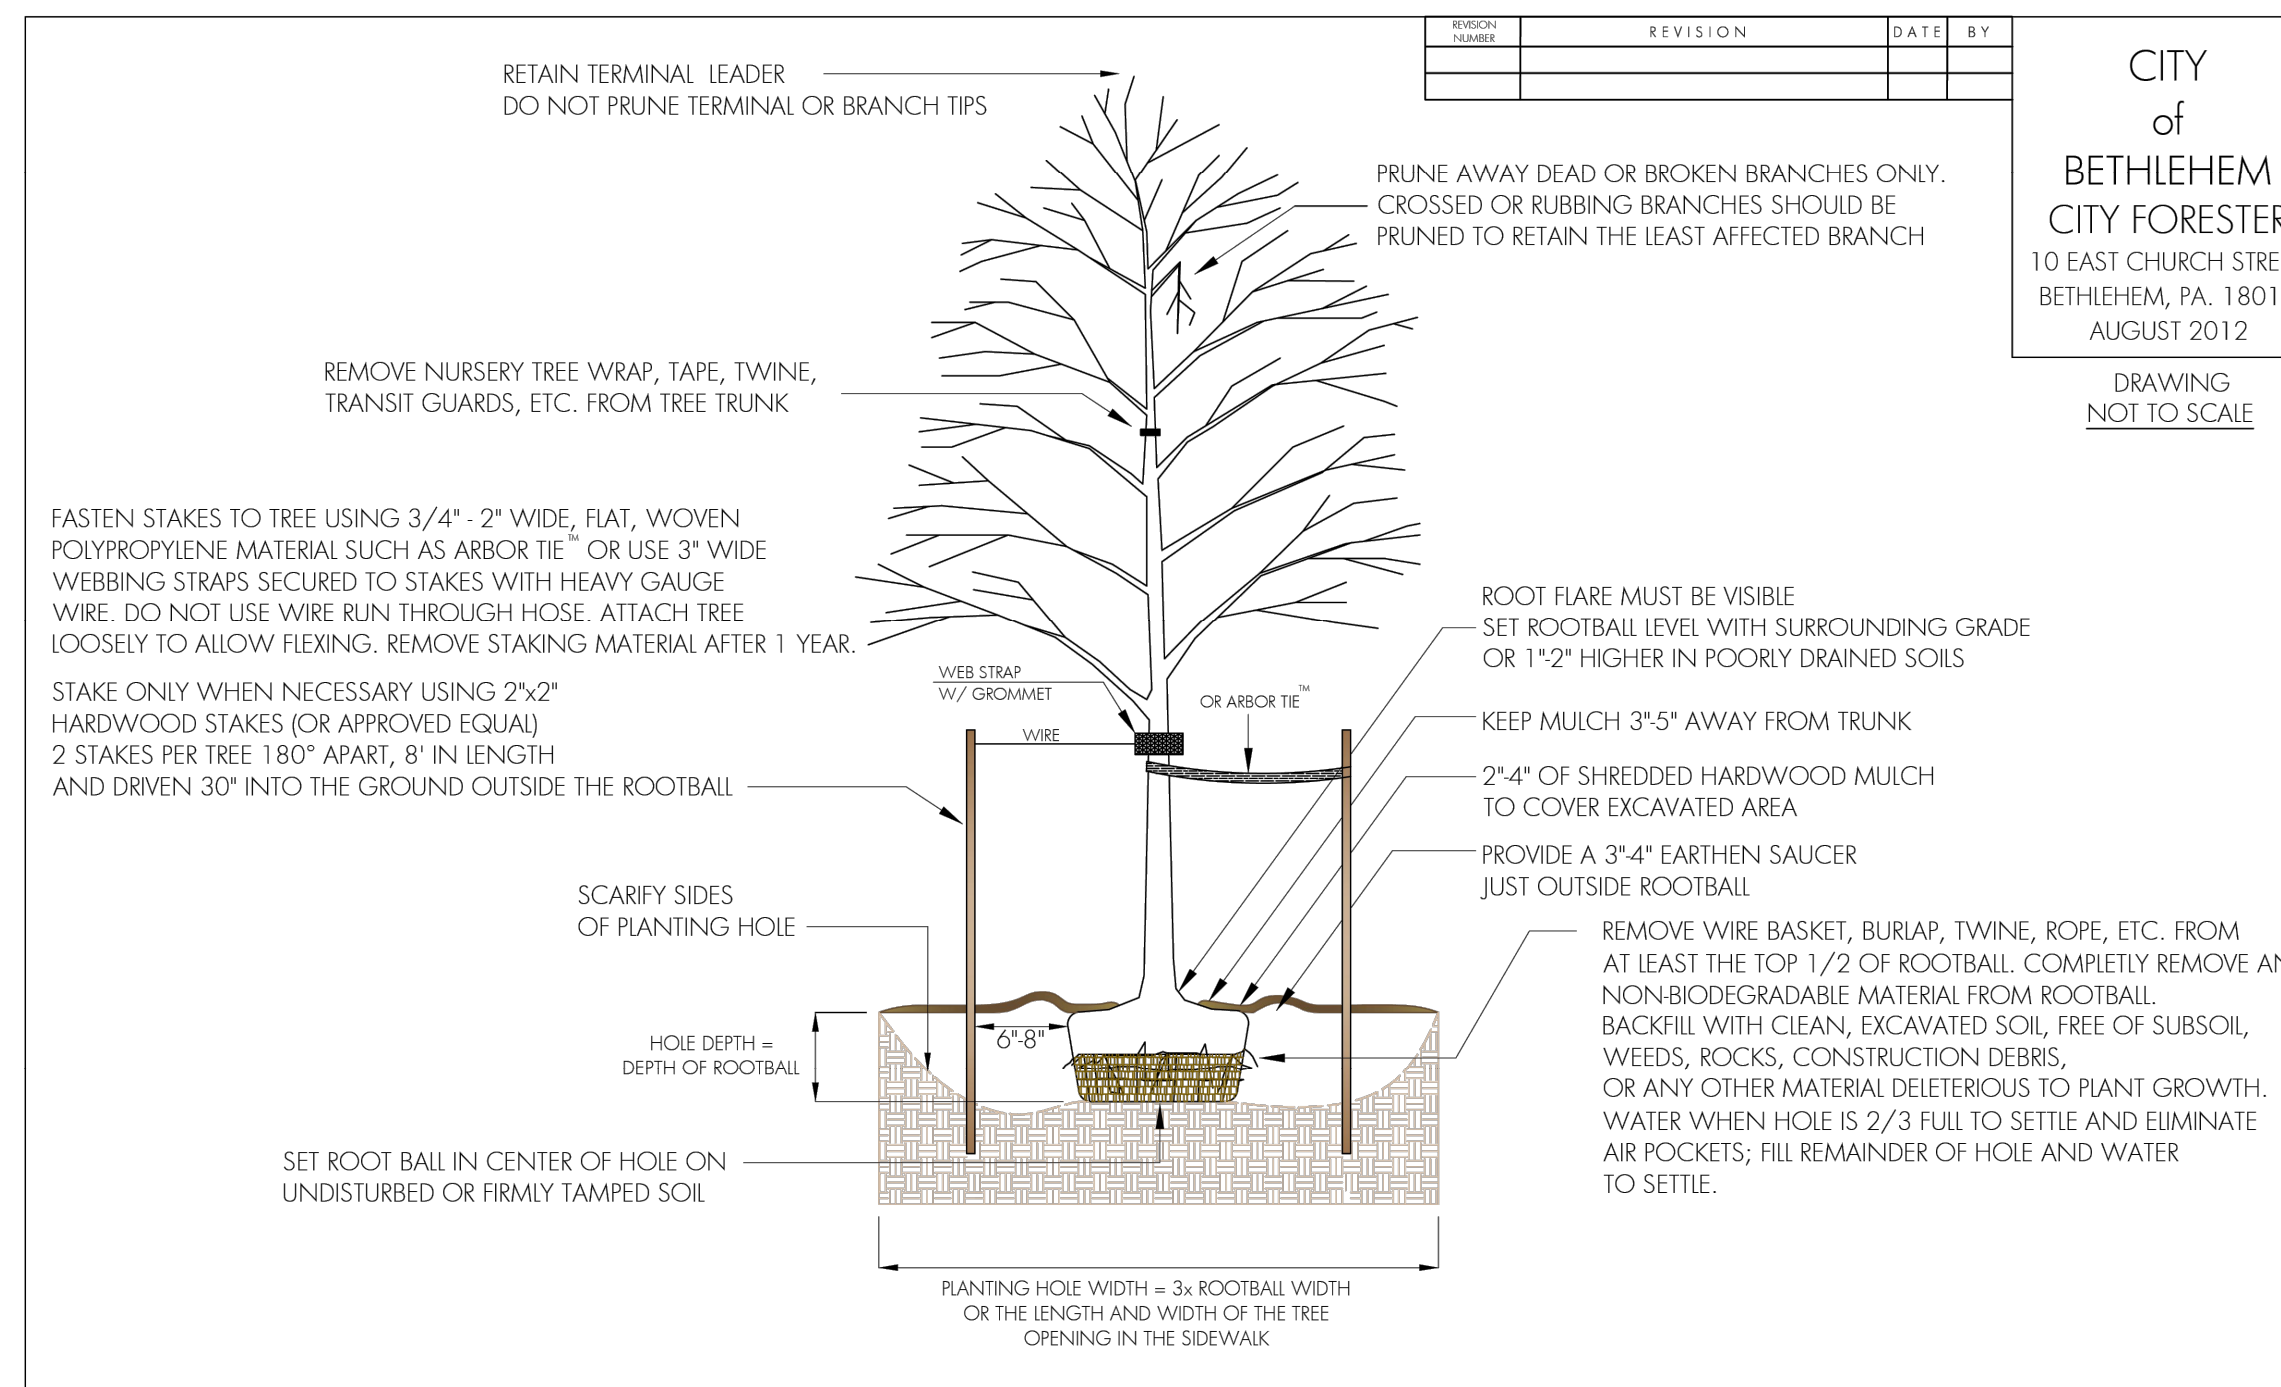 REVISION
NUMBER
REVISION
DATE
BY
CITY
of
BETHLEHEM
CITY FORESTER
10 EAST CHURCH
BETHLEHEM, PA.
AUGUST 2012
DRAWING
NOT TO SCALE
RETAIN TERMINAL LEADER
DO NOT PRUNE TERMINAL OR BRANCH TIPS
PRUNE AWAY DEAD OR BROKEN BRANCHES ONLY.
CROSSED OR RUBBING BRANCHES SHOULD BE
PRUNED TO RETAIN THE LEAST AFFECTED BRANCH
REMOVE NURSERY TREE WRAP, TAPE, TWINE,
TRANSIT GUARDS, ETC. FROM TREE TRUNK
FASTEN STAKES TO TREE USING 3/4" - 2" WIDE, FLAT, WOVEN
POLYPROPYLENE MATERIAL SUCH AS ARBOR TIE™ OR USE 3" WIDE
WEBBING STRAPS SECURED TO STAKES WITH HEAVY GAUGE
WIRE. DO NOT USE WIRE RUN THROUGH HOSE. ATTACH TREE
LOOSELY TO ALLOW FLEXING. REMOVE STAKING MATERIAL AFTER 1 YEAR.
STAKE ONLY WHEN NECESSARY USING 2"x2"
HARDWOOD STAKES (OR APPROVED EQUAL)
2 STAKES PER TREE 180° APART, 8' IN LENGTH
AND DRIVEN 30" INTO THE GROUND OUTSIDE THE ROOTBALL
WEB STRAP
W/ GROMMET
WIRE
OR ARBOR TIE™
ROOT FLARE MUST BE VISIBLE
SET ROOTBALL LEVEL WITH SURROUNDING GRADE
OR 1"-2" HIGHER IN POORLY DRAINED SOILS
KEEP MULCH 3"-5" AWAY FROM TRUNK
2"-4" OF SHREDDED HARDWOOD MULCH
TO COVER EXCAVATED AREA
PROVIDE A 3"-4" EARTHEN SAUCER
JUST OUTSIDE ROOTBALL
SCARIFY SIDES
OF PLANTING HOLE
REMOVE WIRE BASKET, BURLAP, TWINE, ROPE, ETC. FROM
AT LEAST THE TOP 1/2 OF ROOTBALL. COMPLETLY REMOVE
NON-BIODEGRADABLE MATERIAL FROM ROOTBALL.
BACKFILL WITH CLEAN, EXCAVATED SOIL, FREE OF SUBSOIL,
WEEDS, ROCKS, CONSTRUCTION DEBRIS,
OR ANY OTHER MATERIAL DELETERIOUS TO PLANT GROWTH.
WATER WHEN HOLE IS 2/3 FULL TO SETTLE AND ELIMINATE
AIR POCKETS; FILL REMAINDER OF HOLE AND WATER
TO SETTLE.
6"-8"
HOLE DEPTH =
DEPTH OF ROOTBALL
SET ROOT BALL IN CENTER OF HOLE ON
UNDISTURBED OR FIRMLY TAMPED SOIL
PLANTING HOLE WIDTH = 3x ROOTBALL WIDTH
OR THE LENGTH AND WIDTH OF THE TREE
OPENING IN THE SIDEWALK